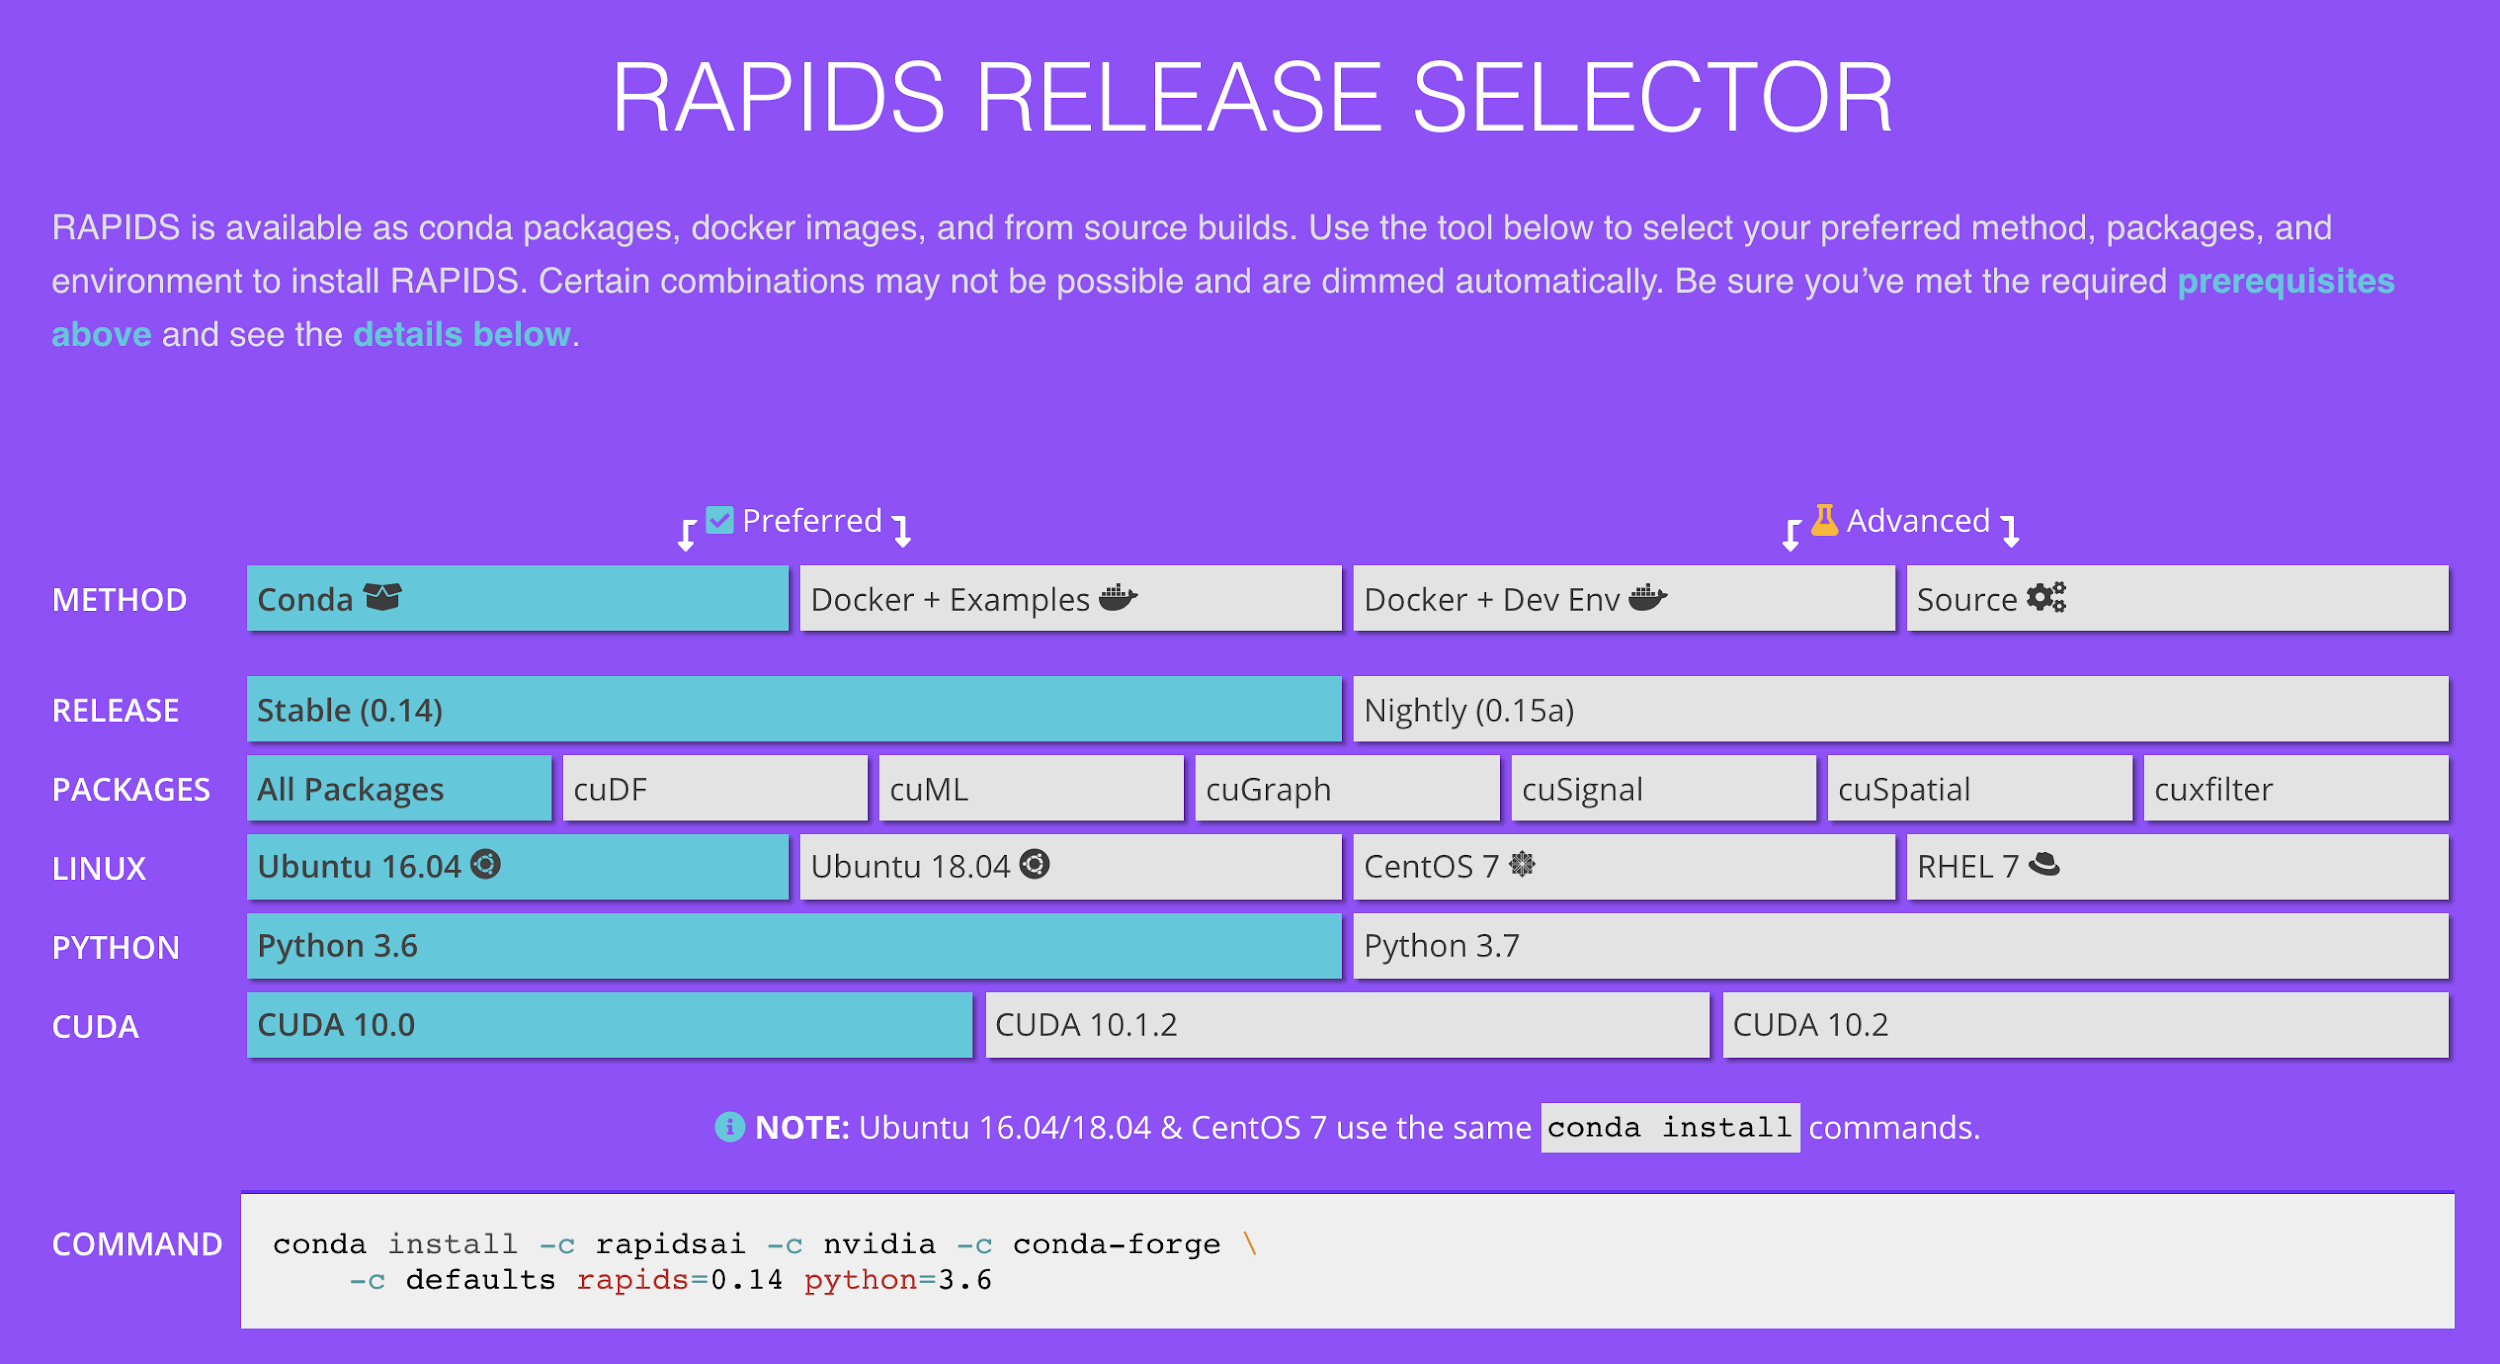 RAPIDS RELEASE SELECTOR
RAPIDS is available as conda packages, docker images, and from source builds. Use the tool below to select your preferred method, packages, and
environment to install RAPIDS. Certain combinations may not be possible and are dimmed automatically. Be sure you’ve met the required prerequisites
above and see the details below.
Preferred Advanced
METHOD Conda Docker + Examples Docker + Dev Env Source
RELEASE Stable (0.14) Nightly (0.15a)
PACKAGES All Packages cuDF cuML cuGraph cuSignal cuSpatial cuxfilter
LINUX Ubuntu 16.04 Ubuntu 18.04 CentOS 7 RHEL 7
PYTHON Python 3.6 Python 3.7
CUDA CUDA 10.0 CUDA 10.1.2 CUDA 10.2
NOTE: Ubuntu 16.04/18.04 & CentOS 7 use the same conda install commands.
COMMAND conda install -c rapidsai -c nvidia -c conda-forge \
-c defaults rapids=0.14 python=3.6